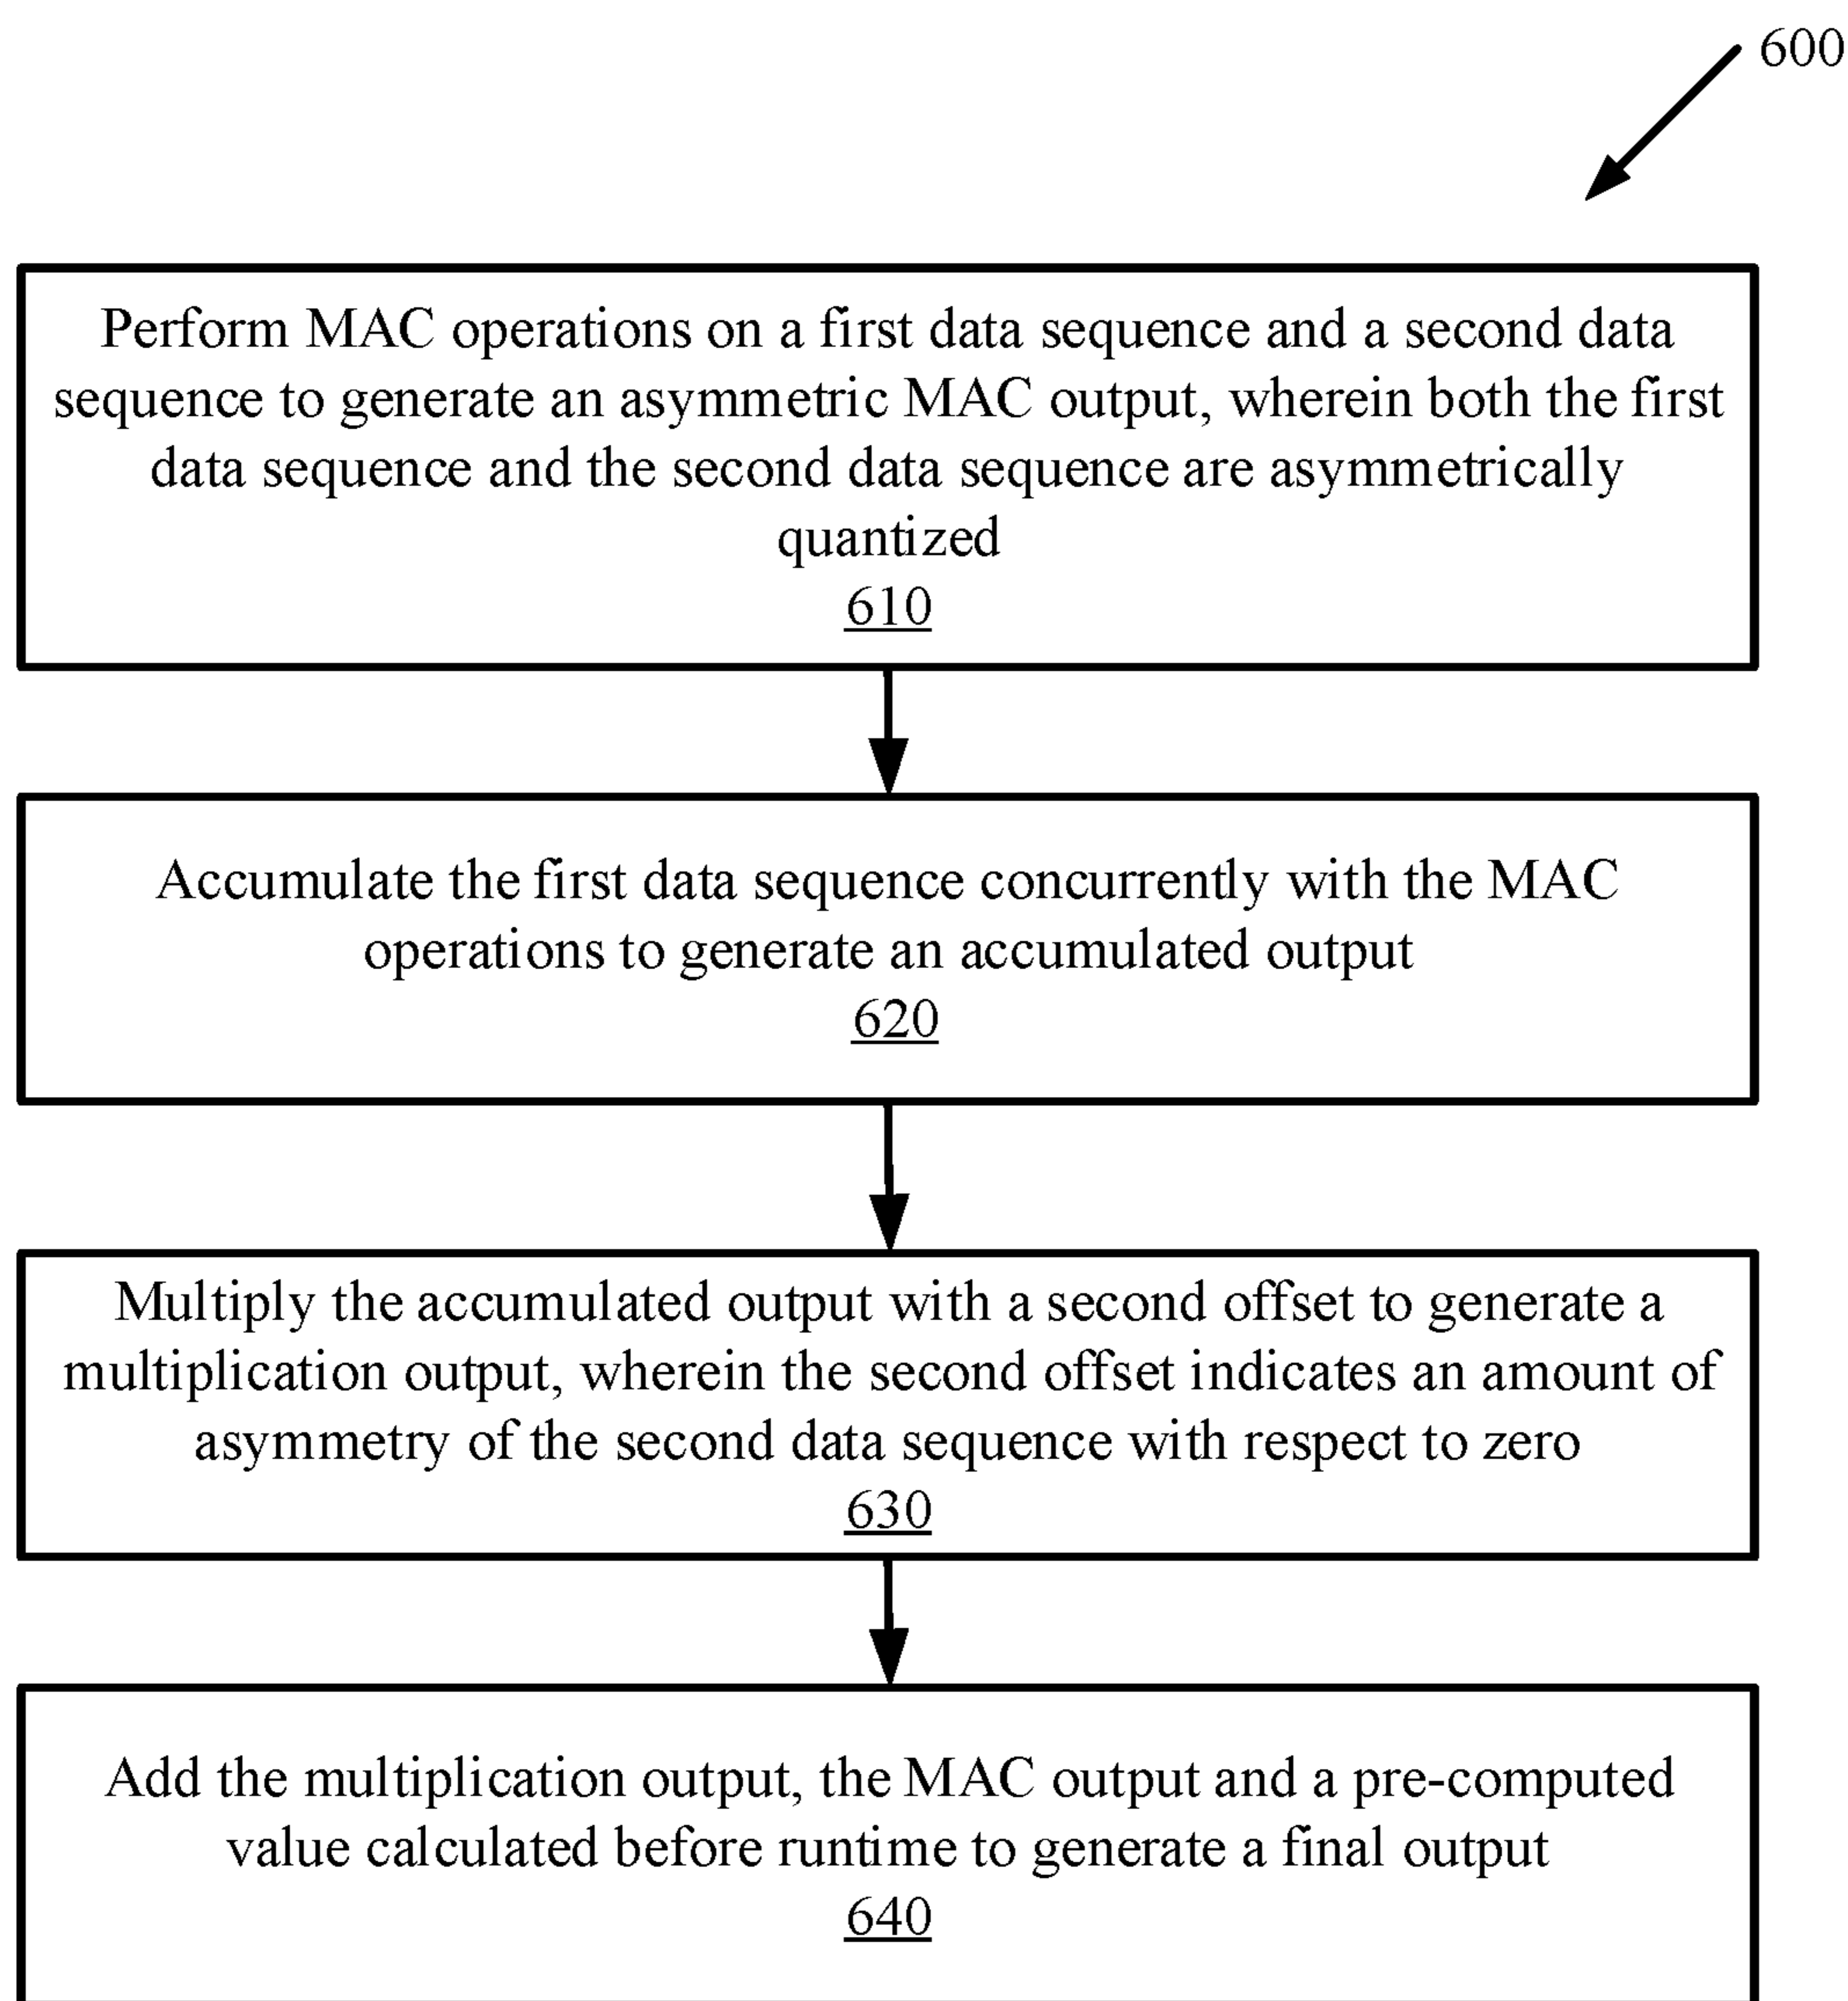 600
Perform MAC operations on a first data sequence and a second data
sequence to generate an asymmetric MAC output, wherein both the first
data sequence and the second data sequence are asymmetrically
quantized
610
Accumulate the first data sequence concurrently with the MAC
operations to generate an accumulated output
620
Multiply the accumulated output with a second offset to generate a
multiplication output, wherein the second offset indicates an amount of
asymmetry of the second data sequence with respect to zero
630
Add the multiplication output, the MAC output and a pre-computed
value calculated before runtime to generate a final output
640